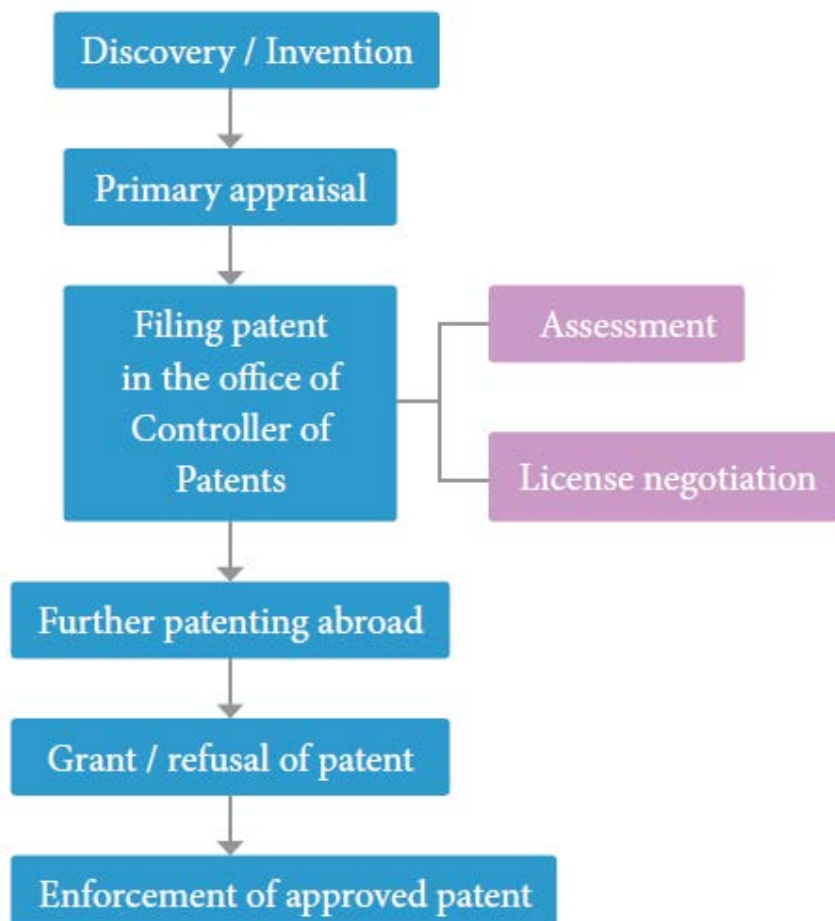 Discovery / Invention
Primary appraisal
Filing patent
in the office of
Controller of
Patents
Assessment
License negotiation
Further patenting abroad
Grant / refusal of patent
Enforcement of approved patent